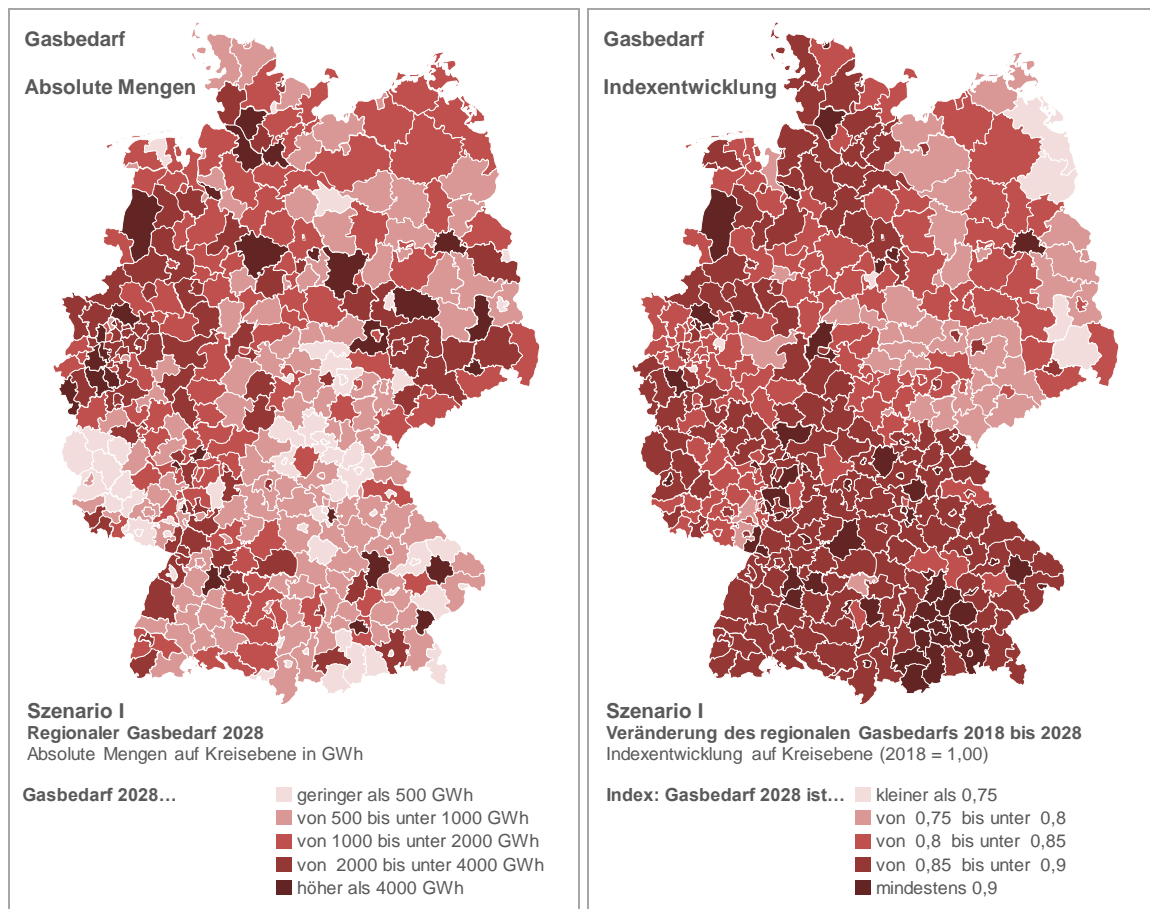 Gasbedarf
Absolute Mengen
Szenario I
Regionaler Gasbedarf 2028
Absolute Mengen auf Kreisebene in GWh
Gasbedarf 2028…
geringer als 500 GWh
von 500 bis unter 1000 GWh
von 1000 bis unter 2000 GWh
von 2000 bis unter 4000 GWh
höher als 4000 GWh
Gasbedarf
Indexentwicklung
Szenario I
Veränderung des regionalen Gasbedarfs 2018 bis 2028
Indexentwicklung auf Kreisebene (2018 = 1,00)
Index: Gasbedarf 2028 ist…
kleiner als 0,75
von 0,75 bis unter 0,8
von 0,8 bis unter 0,85
von 0,85 bis unter 0,9
mindestens 0,9